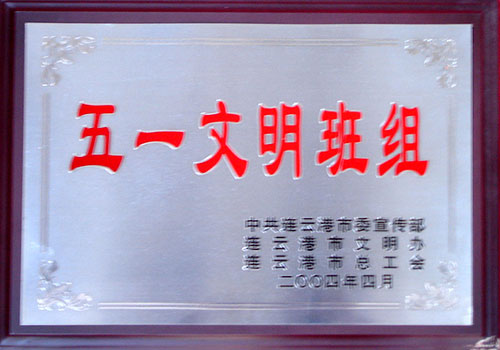 五一文明班组
中共连云港市委宣传部
连云港市文明办
连云港市总工会
二〇〇四年四月